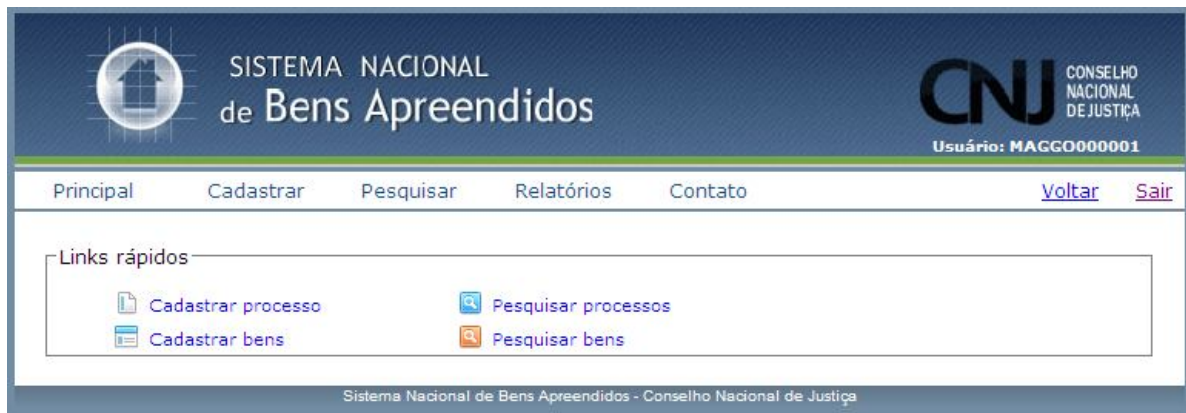 SISTEMA NACIONAL
de Bens Apreendidos
CNJ CONSELHO
NACIONAL
DE JUSTIÇA
Usuário: MAGGO000001
Principal Cadastrar Pesquisar Relatórios Contato Voltar Sair
Links rápidos
Cadastrar processo Pesquisar processos
Cadastrar bens Pesquisar bens
Sistema Nacional de Bens Apreendidos - Conselho Nacional de Justiça